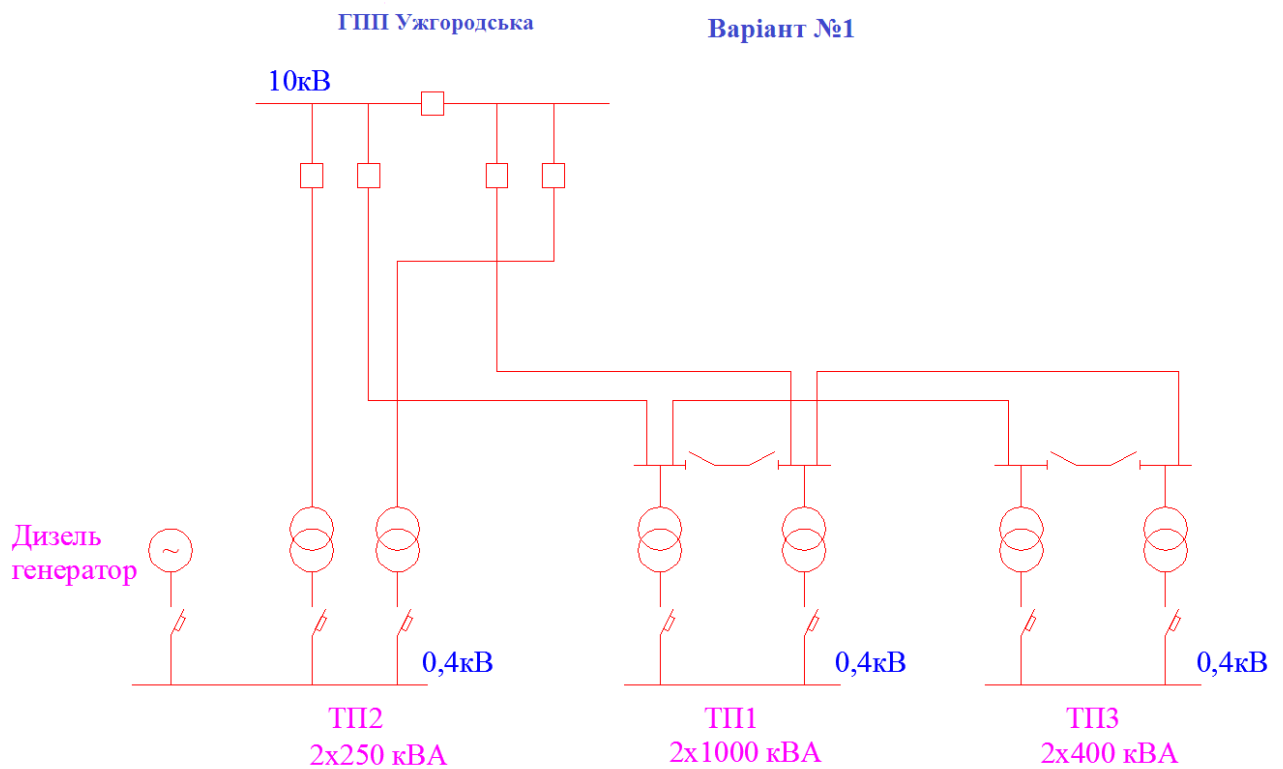 ГПП Ужгородська
Варіант №1
10кВ
Дизель
генератор
~
0,4кВ
0,4кВ
0,4кВ
ТП2
2х250 кВА
ТП1
2х1000 кВА
ТП3
2х400 кВА